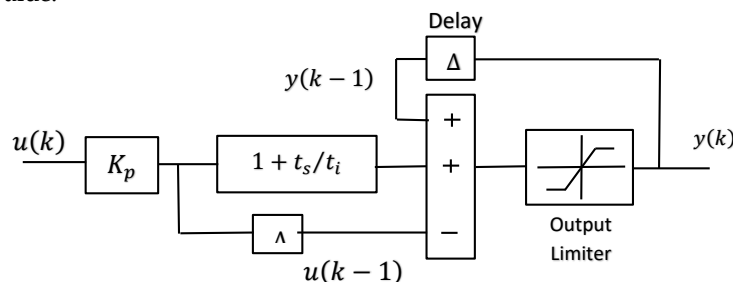 Delay
Δ
y(k − 1)
+
u(k)
K_p
1 + t_s/t_i
+
y(k)
−
u(k − 1)
Output
Limiter